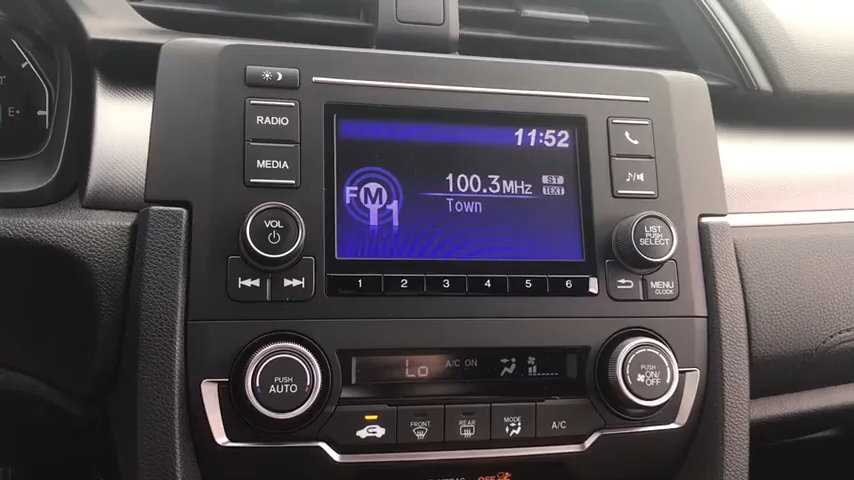 E
RADIO
MEDIA
VOL
11:52
FM1
100.3MHz
ST
TEXT
Town
LIST
PUSH
SELECT
MENU
CLOCK
1 2 3 4 5 6
PUSH
AUTO
Lo
A/C ON
PUSH
ON/
OFF
FRONT
REAR
MODE
A/C
OFF